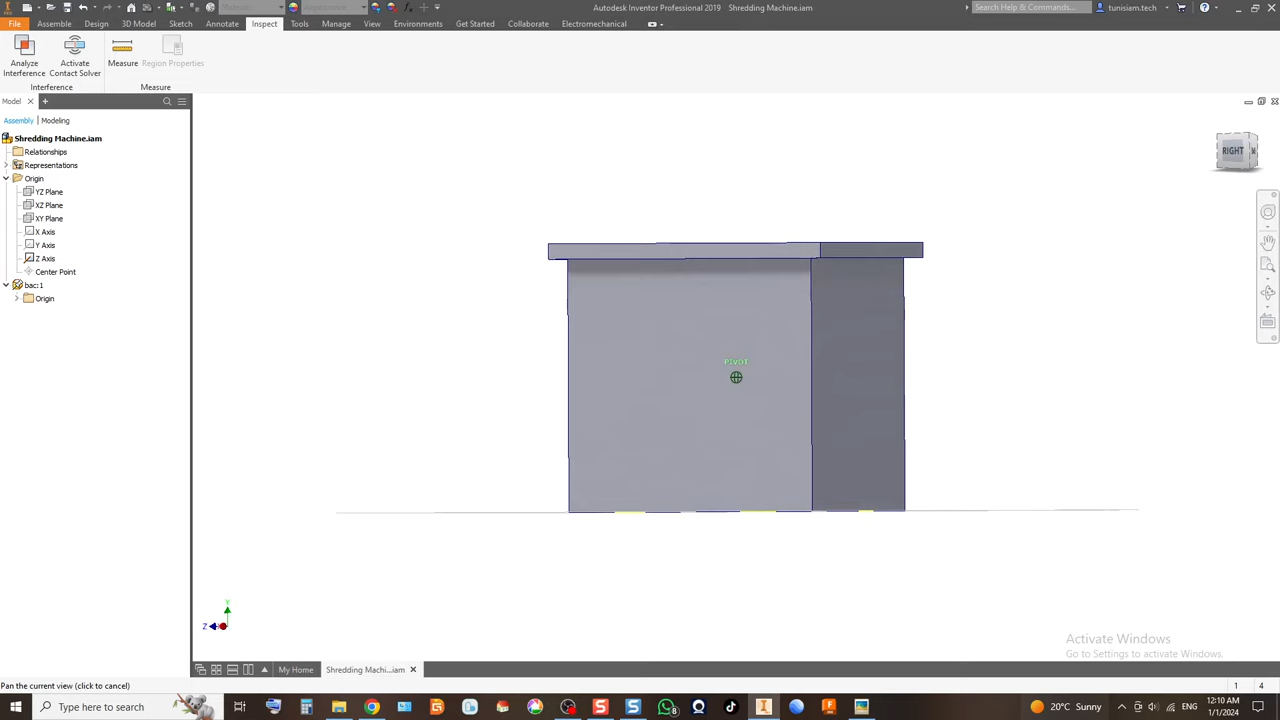 Material
Appearance
Autodesk Inventor Professional 2019   Shredding Machine.iam
Search Help & Commands...
tunisiam.tech
File
Assemble
Design
3D Model
Sketch
Annotate
Inspect
Tools
Manage
View
Environments
Get Started
Collaborate
Electromechanical
Analyze
Interference
Activate
Contact Solver
Measure
Region Properties
Interference
Measure
Model
Assembly
Modeling
Shredding Machine.iam
Relationships
Representations
Origin
YZ Plane
XZ Plane
XY Plane
X Axis
Y Axis
Z Axis
Center Point
bac:1
Origin
RIGHT
PIVOT
Y
Z
Activate Windows
Go to Settings to activate Windows.
My Home
Shredding Machi...iam
Pan the current view (click to cancel)
1
4
Type here to search
20°C Sunny
ENG
12:10 AM
1/1/2024